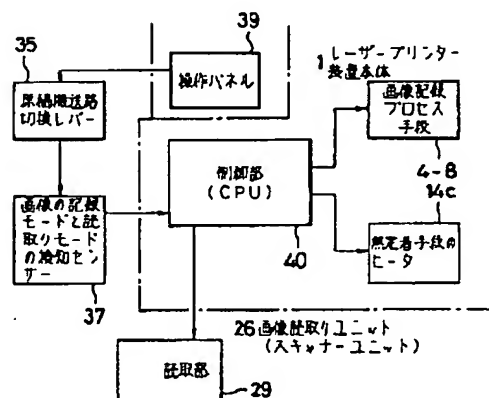 39
操作パネル
35
原稿搬送路
切換レバー
1 レーザープリンター
装置本体
画像記録
プロセス
手段
4-8
14c
制御部
(CPU)
40
画像の記録
モードと読
取りモード
の検知センサー
37
熱定着手段の
ヒータ
26 画像読取りユニット
(スキャナーユニット)
読取部
29